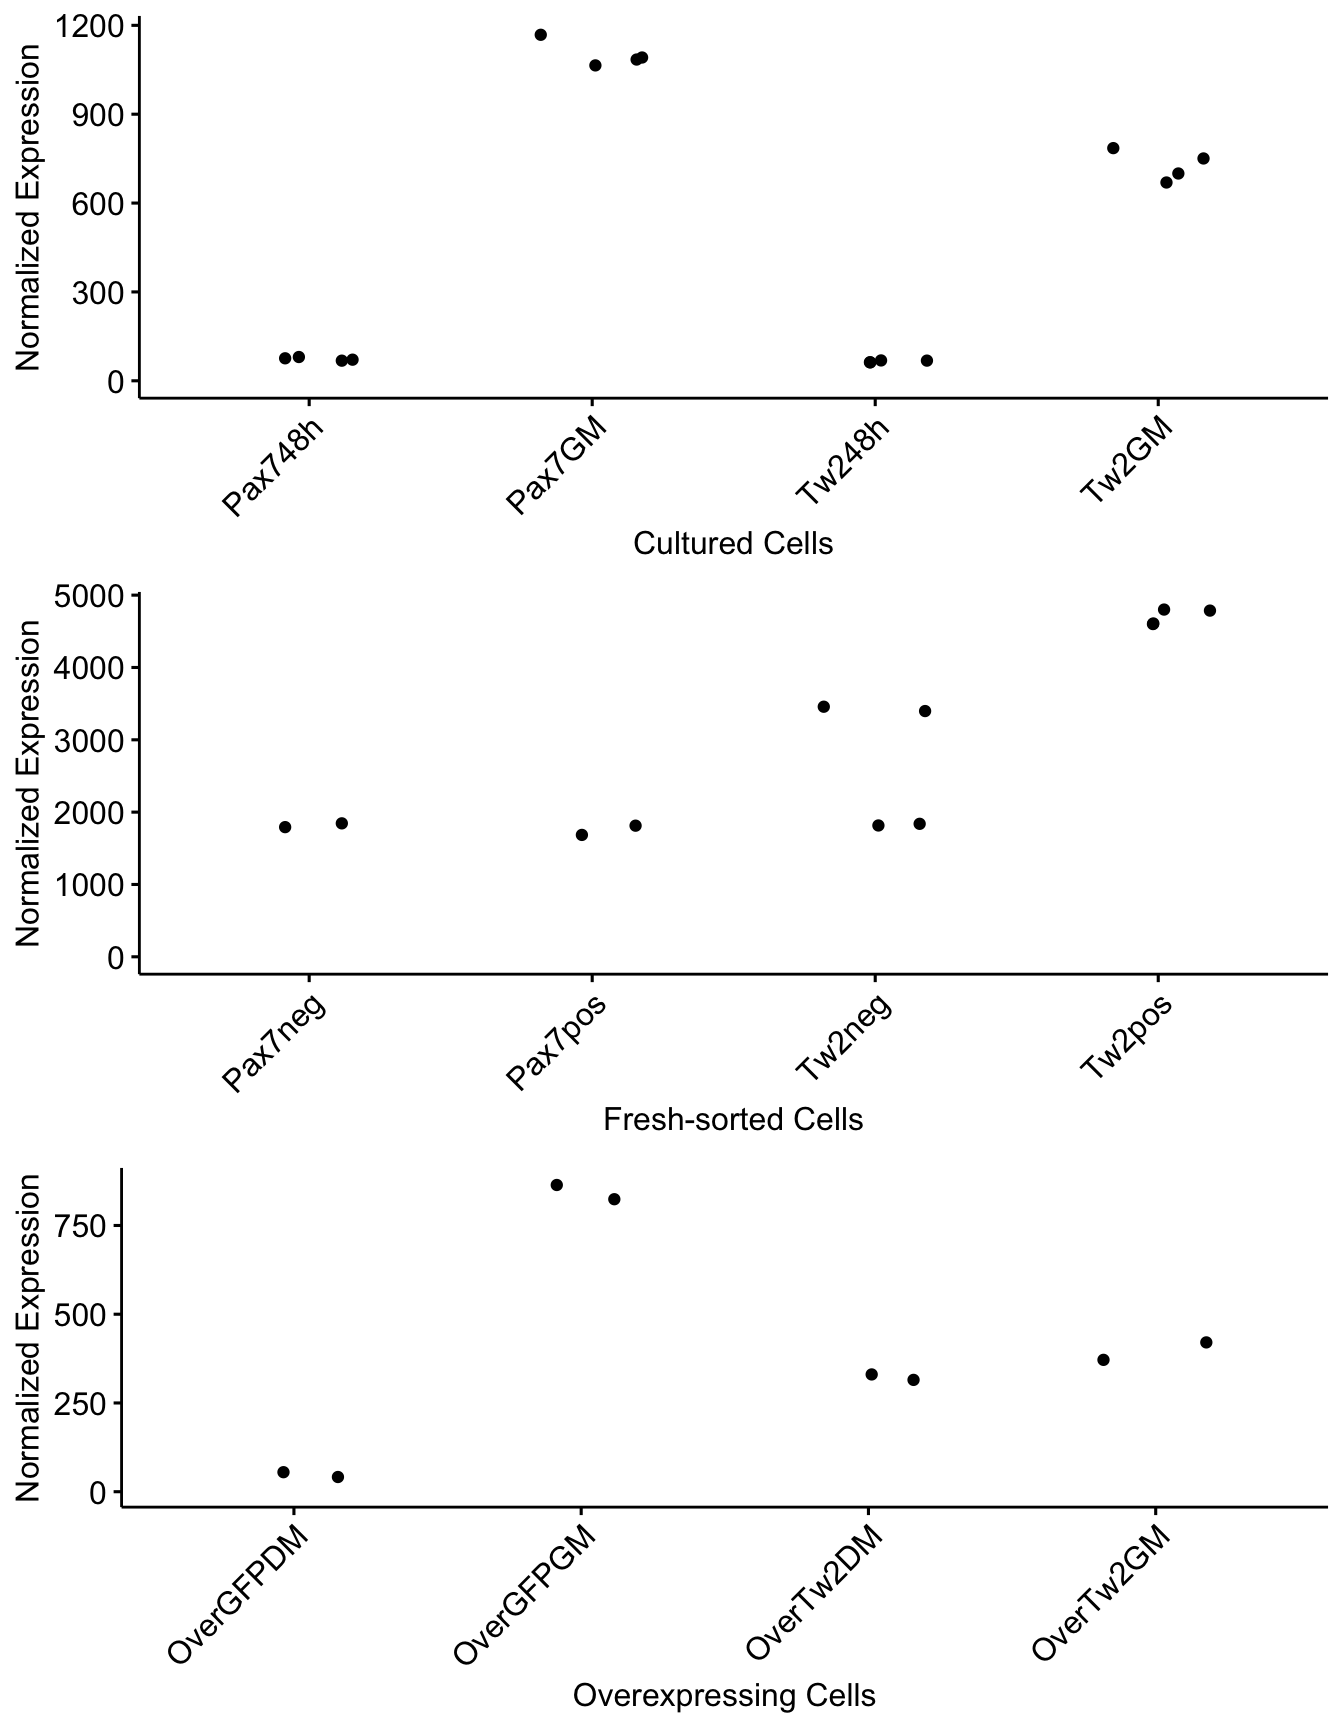 Normalized Expression
1200
900
600
300
0
Pax748h
Pax7GM
Tw248h
Tw2GM
Cultured Cells
Normalized Expression
5000
4000
3000
2000
1000
0
Pax7neg
Pax7pos
Tw2neg
Tw2pos
Fresh-sorted Cells
Normalized Expression
750
500
250
0
OverGFPDM
OverGFPGM
OverTw2DM
OverTw2GM
Overexpressing Cells